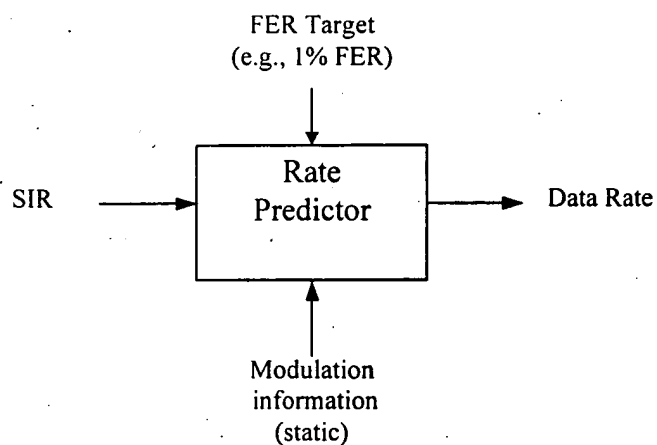 FER Target
(e.g., 1% FER)
Rate
Predictor
SIR
Data Rate
Modulation
information
(static)